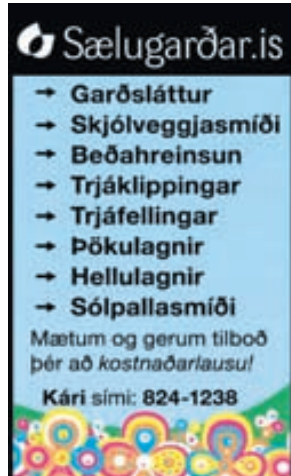 Sælugarðar.is
→ Garðsláttur
→ Skjólveggjasmíði
→ Beðahreinsun
→ Trjáklippingar
→ Trjáfellingar
→ Þökulagnir
→ Hellulagnir
→ Sólpallasmíði
Mætum og gerum tilboð
þér að kostnaðarlausu!
Kári sími: 824-1238